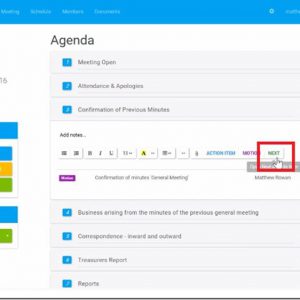 Meeting Schedule Members Documents
Agenda
1 Meeting Open
16
2 Attendance & Apologies
3 Confirmation of Previous Minutes
Add notes...
B I U 13 A ACTION ITEM MOTION NEXT
Motion Confirmation of minutes 'General Meeting' Matthew Rowan
4 Business arising from the minutes of the previous general meeting
5 Correspondence - inward and outward
6 Treasurers Report
7 Reports